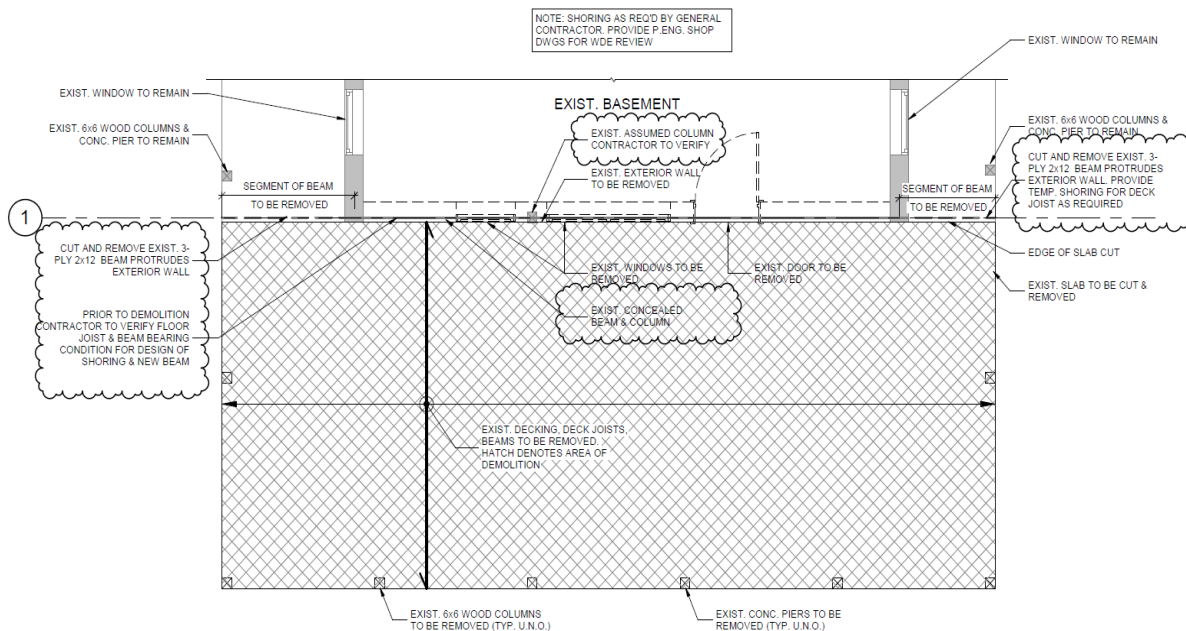 NOTE: SHORING AS REQ'D BY GENERAL
CONTRACTOR. PROVIDE P.ENG. SHOP
DWGS FOR WDE REVIEW
EXIST. WINDOW TO REMAIN
EXIST. WINDOW TO REMAIN
EXIST. BASEMENT
EXIST. 6x6 WOOD COLUMNS &
CONC. PIER TO REMAIN
EXIST. ASSUMED COLUMN
CONTRACTOR TO VERIFY
EXIST. EXTERIOR WALL
TO BE REMOVED
EXIST. 6x6 WOOD COLUMNS &
CONC. PIER TO REMAIN
CUT AND REMOVE EXIST. 3-
PLY 2x12 BEAM PROTRUDES
EXTERIOR WALL. PROVIDE
TEMP. SHORING FOR DECK
JOIST AS REQUIRED
SEGMENT OF BEAM
TO BE REMOVED
SEGMENT OF BEAM
TO BE REMOVED
1
CUT AND REMOVE EXIST. 3-
PLY 2x12 BEAM PROTRUDES
EXTERIOR WALL
EDGE OF SLAB CUT
EXIST. WINDOWS TO BE
REMOVED
EXIST. DOOR TO BE
REMOVED
EXIST. SLAB TO BE CUT &
REMOVED
PRIOR TO DEMOLITION
CONTRACTOR TO VERIFY FLOOR
JOIST & BEAM BEARING
CONDITION FOR DESIGN OF
SHORING & NEW BEAM
EXIST. CONCEALED
BEAM & COLUMN
EXIST. DECKING, DECK JOISTS,
BEAMS TO BE REMOVED.
HATCH DENOTES AREA OF
DEMOLITION
EXIST. 6x6 WOOD COLUMNS
TO BE REMOVED (TYP. U.N.O.)
EXIST. CONC. PIERS TO BE
REMOVED (TYP. U.N.O.)